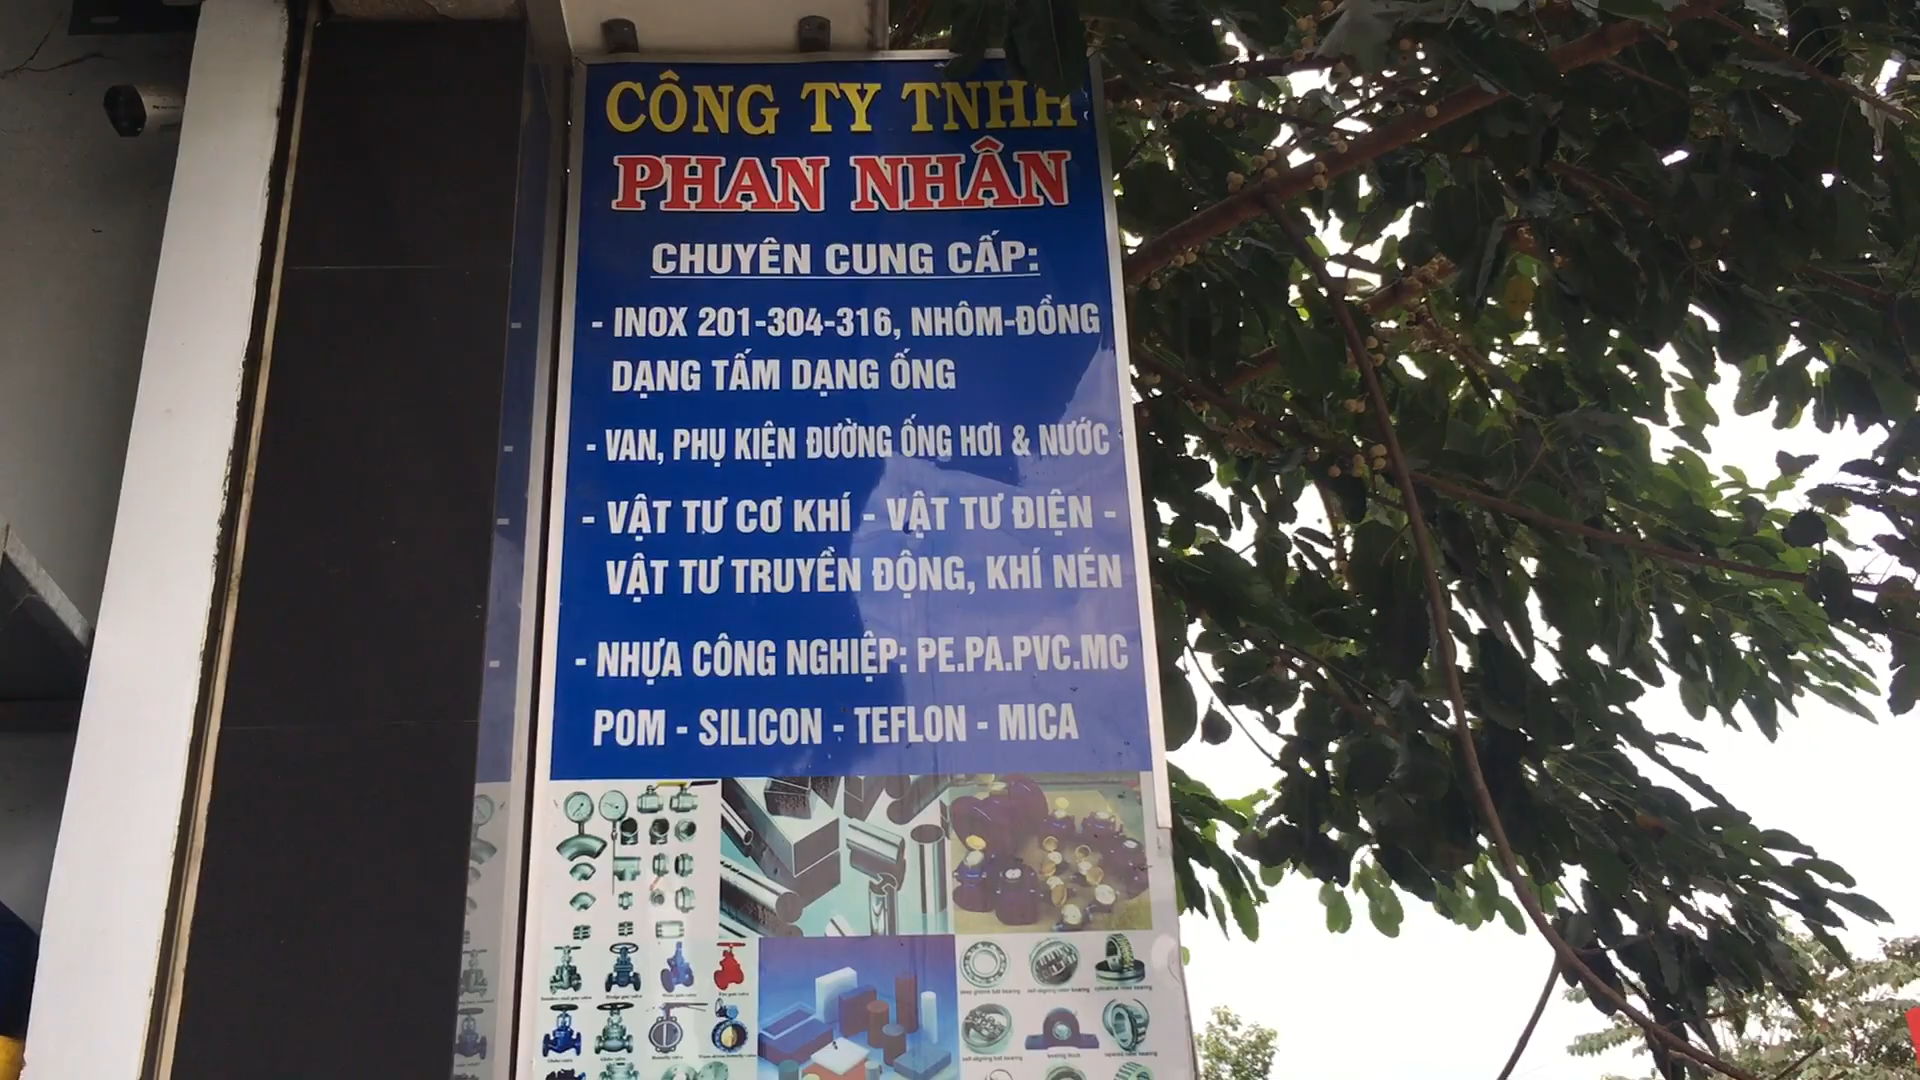 CÔNG TY TNHH
PHAN NHÂN
CHUYÊN CUNG CẤP:
- INOX 201-304-316, NHÔM-ĐỒNG
DẠNG TẤM DẠNG ỐNG
- VAN, PHỤ KIỆN ĐƯỜNG ỐNG HƠI & NƯỚC
- VẬT TƯ CƠ KHÍ - VẬT TƯ ĐIỆN -
VẬT TƯ TRUYỀN ĐỘNG, KHÍ NÉN
- NHỰA CÔNG NGHIỆP: PE.PA.PVC.MC
POM - SILICON - TEFLON - MICA